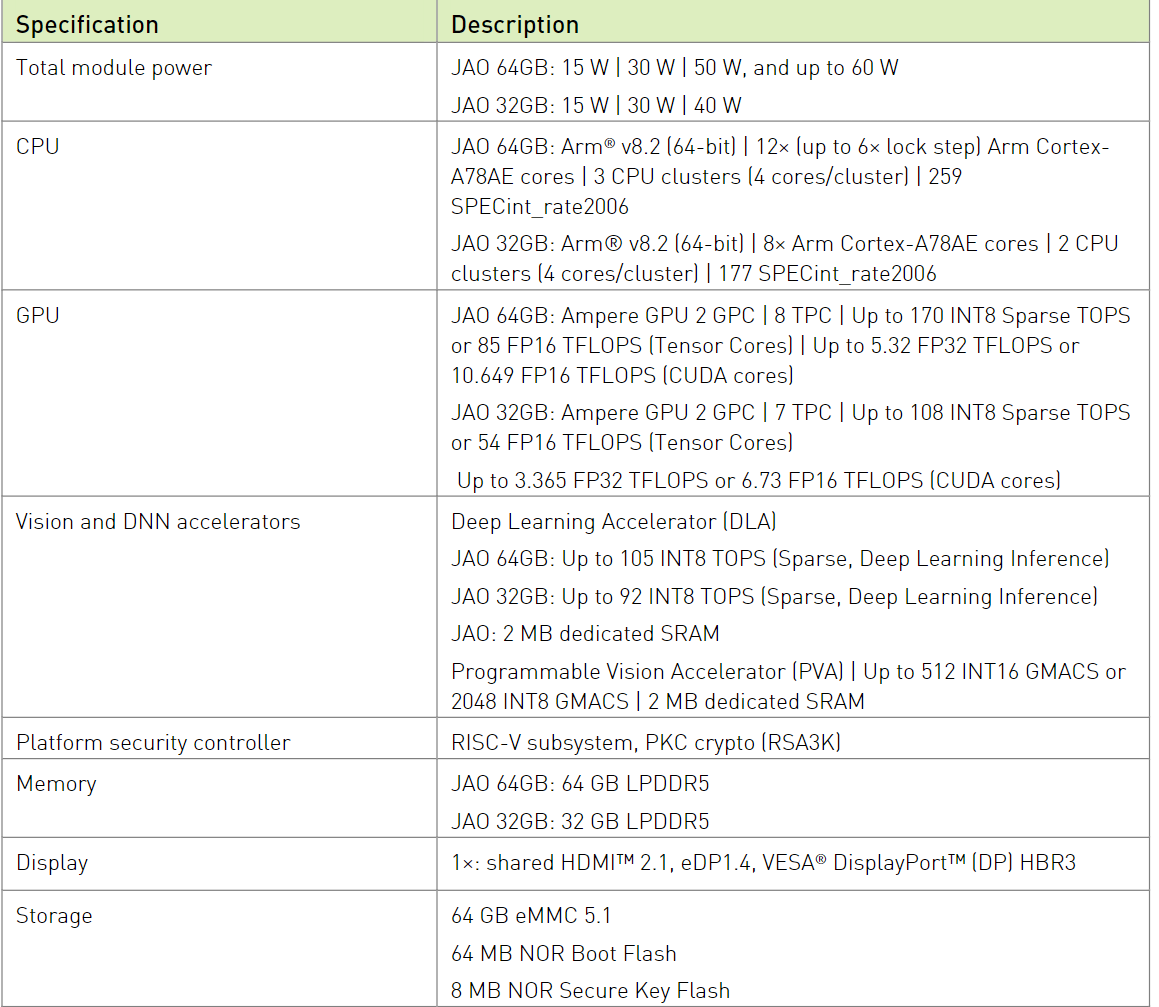 Specification
Description
Total module power
JAO 64GB: 15 W | 30 W | 50 W, and up to 60 W
JAO 32GB: 15 W | 30 W | 40 W
CPU
JAO 64GB: Arm® v8.2 (64-bit) | 12× (up to 6× lock step) Arm Cortex-
A78AE cores | 3 CPU clusters (4 cores/cluster) | 259
SPECint_rate2006
JAO 32GB: Arm® v8.2 (64-bit) | 8× Arm Cortex-A78AE cores | 2 CPU
clusters (4 cores/cluster) | 177 SPECint_rate2006
GPU
JAO 64GB: Ampere GPU 2 GPC | 8 TPC | Up to 170 INT8 Sparse TOPS
or 85 FP16 TFLOPS (Tensor Cores) | Up to 5.32 FP32 TFLOPS or
10.649 FP16 TFLOPS (CUDA cores)
JAO 32GB: Ampere GPU 2 GPC | 7 TPC | Up to 108 INT8 Sparse TOPS
or 54 FP16 TFLOPS (Tensor Cores)
Up to 3.365 FP32 TFLOPS or 6.73 FP16 TFLOPS (CUDA cores)
Vision and DNN accelerators
Deep Learning Accelerator (DLA)
JAO 64GB: Up to 105 INT8 TOPS (Sparse, Deep Learning Inference)
JAO 32GB: Up to 92 INT8 TOPS (Sparse, Deep Learning Inference)
JAO: 2 MB dedicated SRAM
Programmable Vision Accelerator (PVA) | Up to 512 INT16 GMACS or
2048 INT8 GMACS | 2 MB dedicated SRAM
Platform security controller
RISC-V subsystem, PKC crypto (RSA3K)
Memory
JAO 64GB: 64 GB LPDDR5
JAO 32GB: 32 GB LPDDR5
Display
1×: shared HDMI™ 2.1, eDP1.4, VESA® DisplayPort™ (DP) HBR3
Storage
64 GB eMMC 5.1
64 MB NOR Boot Flash
8 MB NOR Secure Key Flash